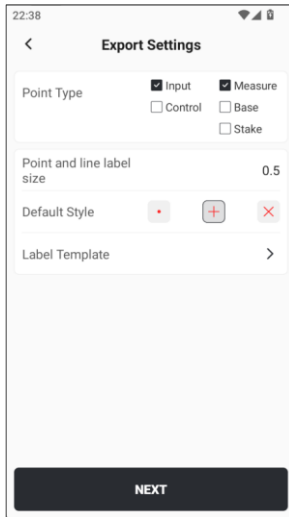 22:38
Export Settings
Point Type
Input
Measure
Control
Base
Stake
Point and line label
size
0.5
Default Style
Label Template
NEXT